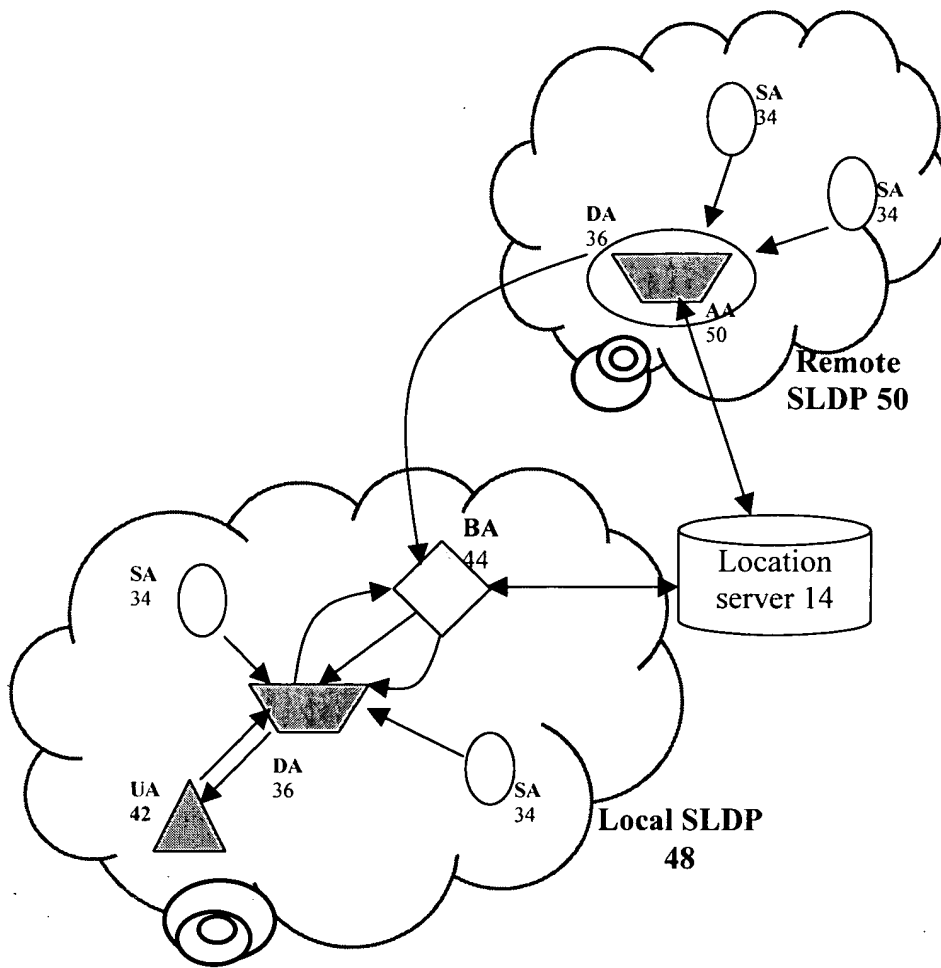 SA
34
SA
34
DA
36
AA
50
Remote
SLDP 50
BA
44
Location
server 14
SA
34
DA
36
UA
42
SA
34
Local SLDP
48